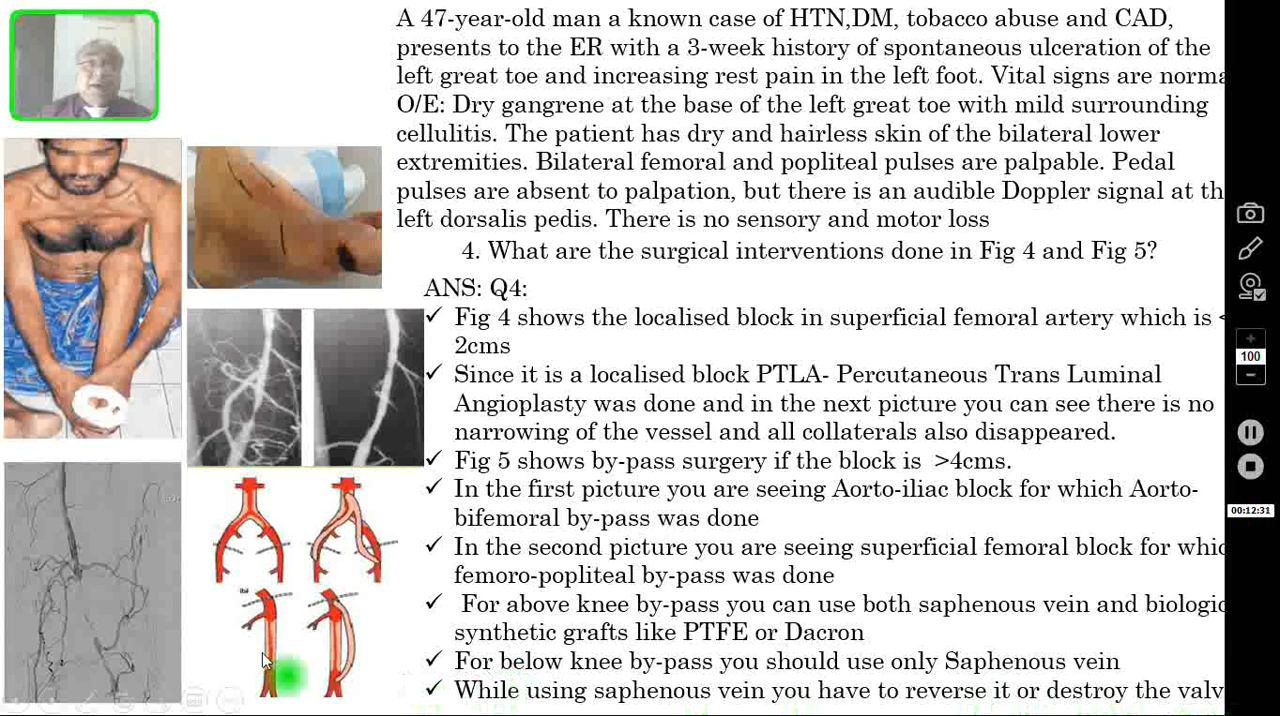 A 47-year-old man a known case of HTN,DM, tobacco abuse and CAD,
presents to the ER with a 3-week history of spontaneous ulceration of the
left great toe and increasing rest pain in the left foot. Vital signs are norma
O/E: Dry gangrene at the base of the left great toe with mild surrounding
cellulitis. The patient has dry and hairless skin of the bilateral lower
extremities. Bilateral femoral and popliteal pulses are palpable. Pedal
pulses are absent to palpation, but there is an audible Doppler signal at th
left dorsalis pedis. There is no sensory and motor loss
4. What are the surgical interventions done in Fig 4 and Fig 5?
ANS: Q4:
✓ Fig 4 shows the localised block in superficial femoral artery which is <
2cms
✓ Since it is a localised block PTLA- Percutaneous Trans Luminal
Angioplasty was done and in the next picture you can see there is no
narrowing of the vessel and all collaterals also disappeared.
✓ Fig 5 shows by-pass surgery if the block is >4cms.
✓ In the first picture you are seeing Aorto-iliac block for which Aorto-
bifemoral by-pass was done
✓ In the second picture you are seeing superficial femoral block for whic
femoro-popliteal by-pass was done
✓ For above knee by-pass you can use both saphenous vein and biologic
synthetic grafts like PTFE or Dacron
✓ For below knee by-pass you should use only Saphenous vein
✓ While using saphenous vein you have to reverse it or destroy the valv
100
00:12:31